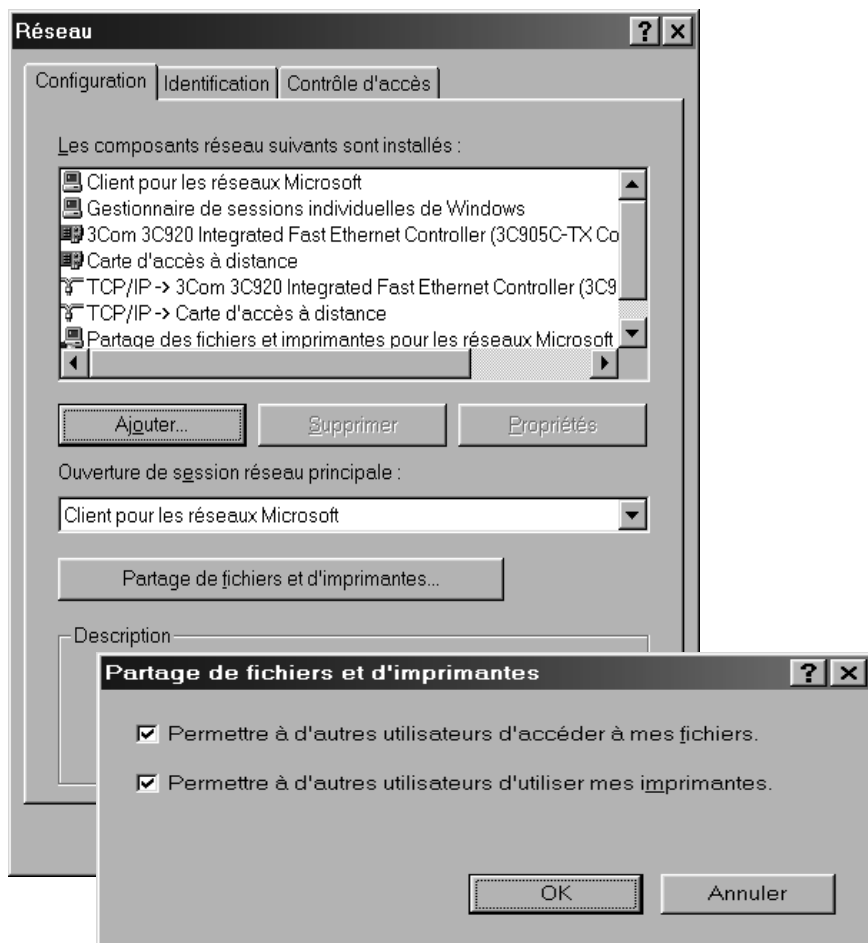 Réseau
Configuration Identification Contrôle d'accès
Les composants réseau suivants sont installés :
Client pour les réseaux Microsoft
Gestionnaire de sessions individuelles de Windows
3Com 3C920 Integrated Fast Ethernet Controller (3C905C-TX Co
Carte d'accès à distance
TCP/IP -> 3Com 3C920 Integrated Fast Ethernet Controller (3C9
TCP/IP -> Carte d'accès à distance
Partage des fichiers et imprimantes pour les réseaux Microsoft
Ajouter... Supprimer Propriétés
Ouverture de session réseau principale :
Client pour les réseaux Microsoft
Partage de fichiers et d'imprimantes...
Description
Partage de fichiers et d'imprimantes
Permettre à d'autres utilisateurs d'accéder à mes fichiers.
Permettre à d'autres utilisateurs d'utiliser mes imprimantes.
OK Annuler